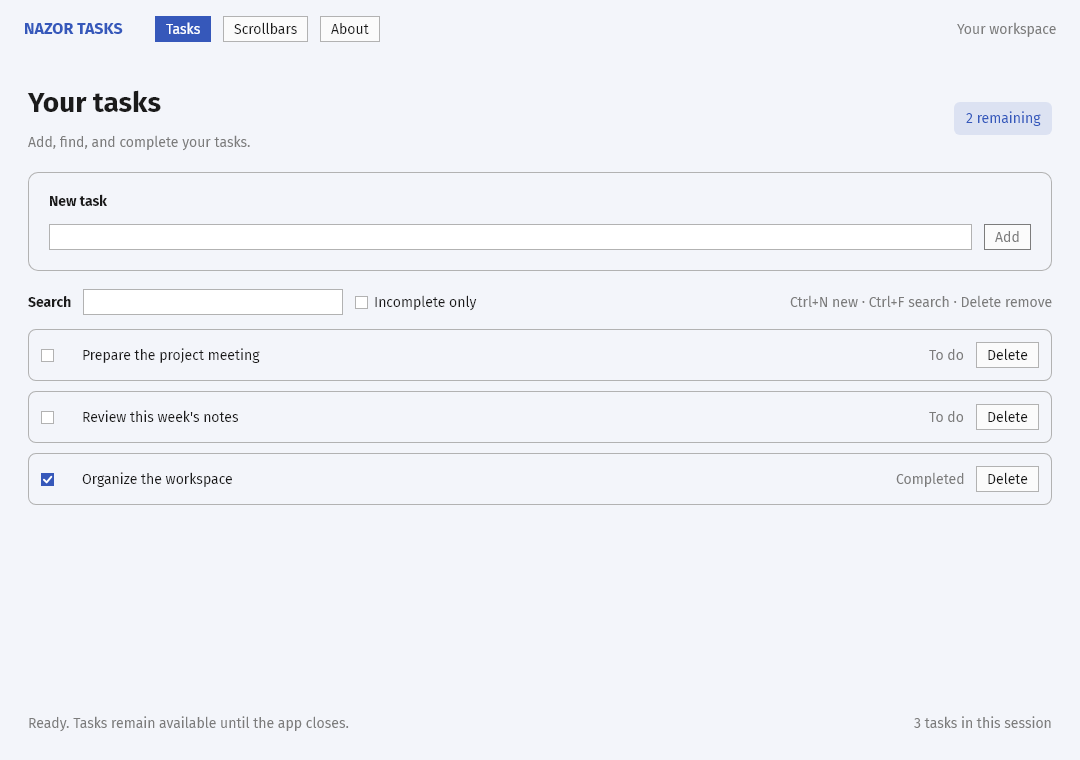 NAZOR TASKS Tasks Scrollbars About Your workspace
Your tasks
2 remaining
Add, find, and complete your tasks.
New task
Add
Search Incomplete only Ctrl+N new · Ctrl+F search · Delete remove
Prepare the project meeting To do Delete
Review this week's notes To do Delete
Organize the workspace Completed Delete
Ready. Tasks remain available until the app closes. 3 tasks in this session